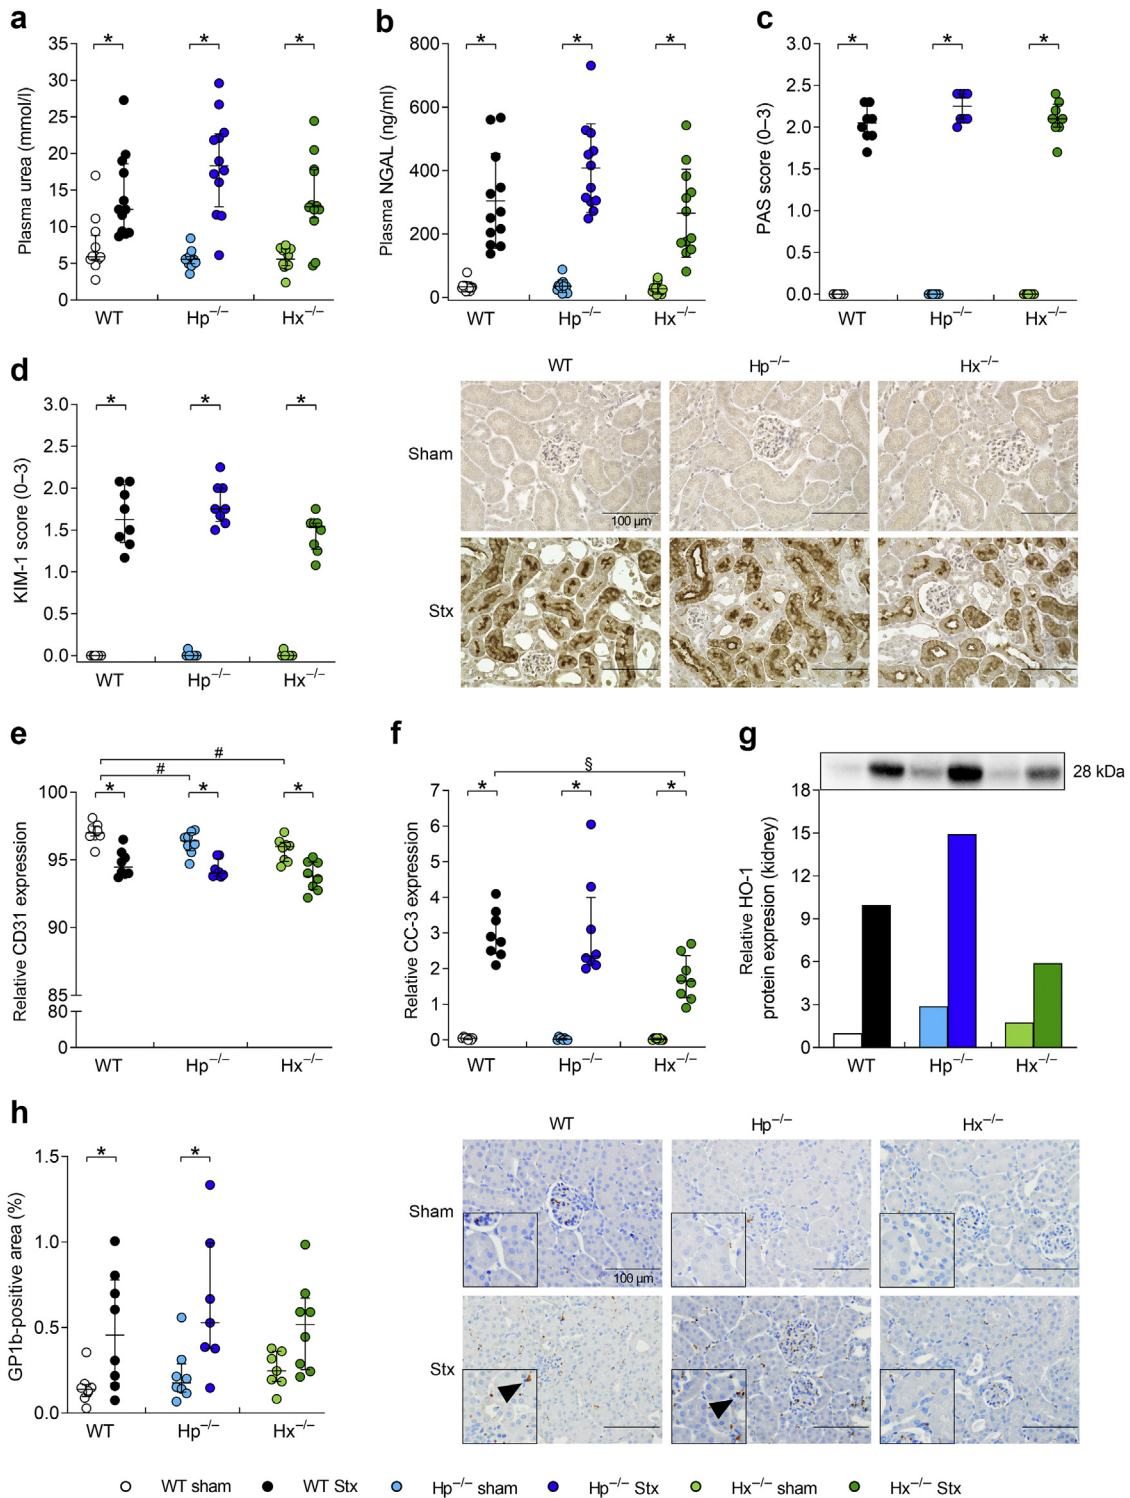 a
Plasma urea (mmol/l)
35
30
25
20
15
10
5
0
* * *
WT Hp−/− Hx−/−
b
Plasma NGAL (ng/ml)
800
600
400
200
0
* * *
WT Hp−/− Hx−/−
c
PAS score (0–3)
3.0
2.5
2.0
1.5
1.0
0.5
0.0
* * *
WT Hp−/− Hx−/−
d
KIM-1 score (0–3)
3.0
2.5
2.0
1.5
1.0
0.5
0.0
* * *
WT Hp−/− Hx−/−
WT Hp−/− Hx−/−
Sham
100 µm
Stx
e
Relative CD31 expression
100
95
90
85
80
0
#
#
* * *
WT Hp−/− Hx−/−
f
Relative CC-3 expression
7
6
5
4
3
2
1
0
§
* * *
WT Hp−/− Hx−/−
g
28 kDa
Relative HO-1
protein expresion (kidney)
18
15
12
9
6
3
0
WT Hp−/− Hx−/−
h
GP1b-positive area (%)
1.5
1.0
0.5
0.0
* *
WT Hp−/− Hx−/−
WT Hp−/− Hx−/−
Sham
100 µm
Stx
WT sham WT Stx Hp−/− sham Hp−/− Stx Hx−/− sham Hx−/− Stx